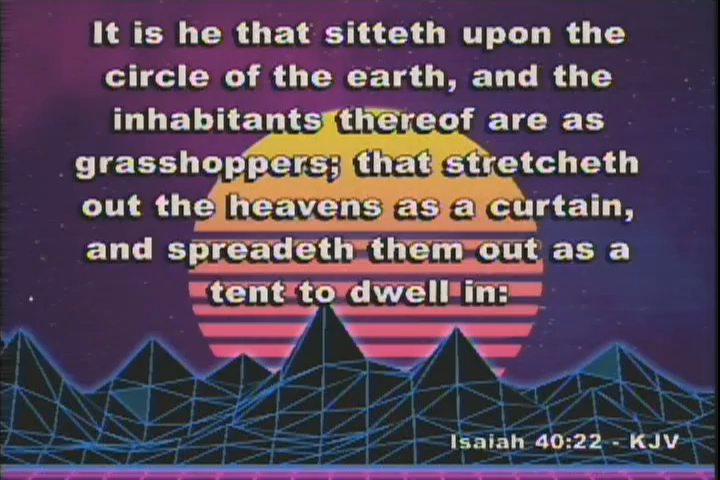 It is he that sitteth upon the
circle of the earth, and the
inhabitants thereof are as
grasshoppers; that stretcheth
out the heavens as a curtain,
and spreadeth them out as a
tent to dwell in:
Isaiah 40:22 - KJV